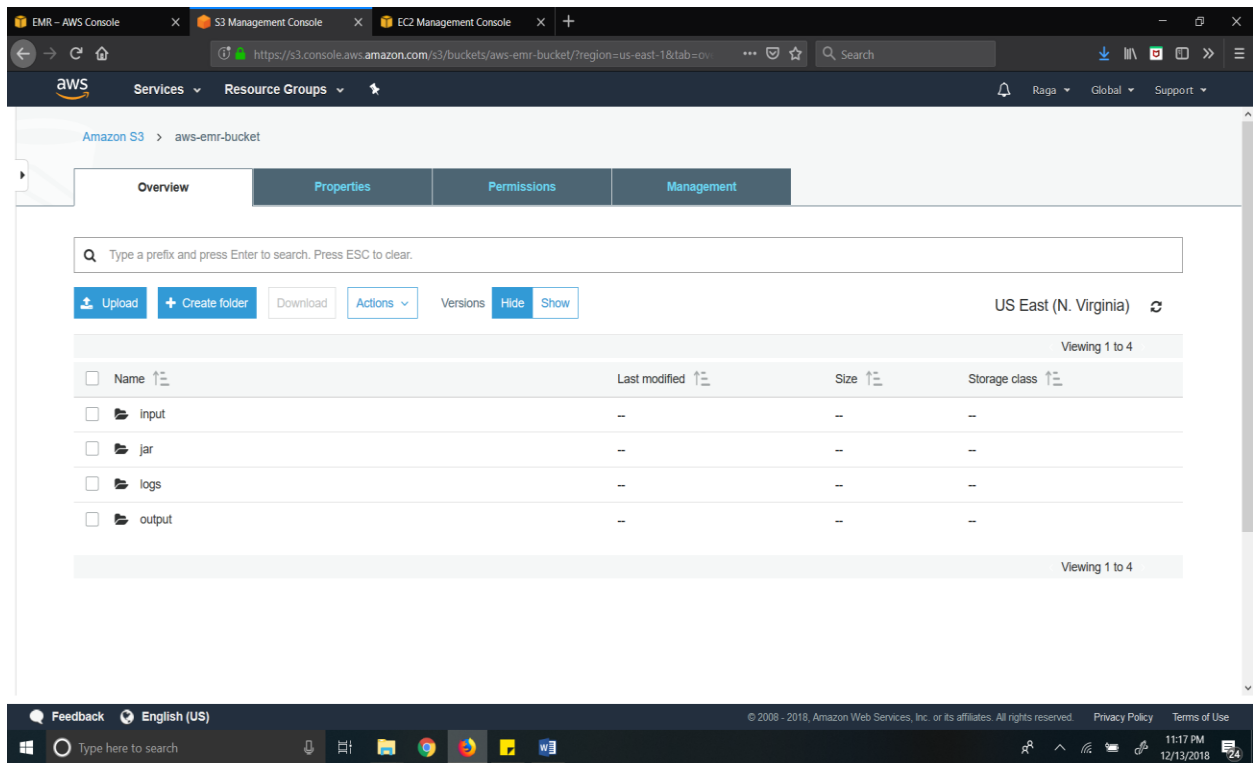 EMR – AWS Console
S3 Management Console
EC2 Management Console
https://s3.console.aws.amazon.com/s3/buckets/aws-emr-bucket/?region=us-east-1&tab=ov
Search
aws Services Resource Groups Raga Global Support
Amazon S3 > aws-emr-bucket
Overview Properties Permissions Management
Type a prefix and press Enter to search. Press ESC to clear.
Upload + Create folder Download Actions Versions Hide Show
US East (N. Virginia)
Viewing 1 to 4
Name Last modified Size Storage class
input -- -- --
jar -- -- --
logs -- -- --
output -- -- --
Viewing 1 to 4
Feedback English (US) © 2008 - 2018, Amazon Web Services, Inc. or its affiliates. All rights reserved. Privacy Policy Terms of Use
Type here to search
11:17 PM
12/13/2018
24